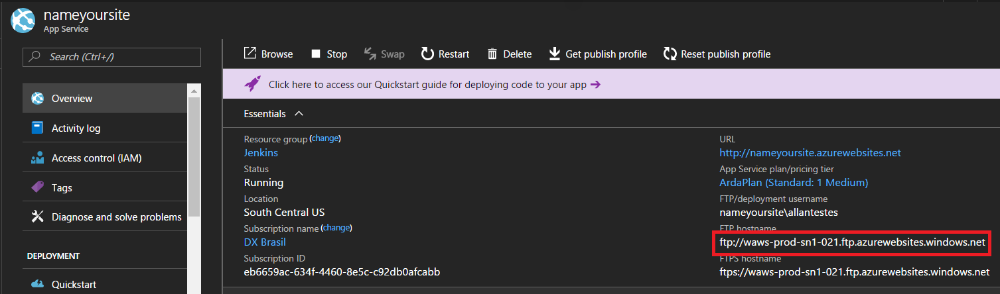 nameyoursite
App Service
Search (Ctrl+/)
Overview
Activity log
Access control (IAM)
Tags
Diagnose and solve problems
DEPLOYMENT
Quickstart
Browse Stop Swap Restart Delete Get publish profile Reset publish profile
Click here to access our Quickstart guide for deploying code to your app
Essentials
Resource group (change)
Jenkins
Status
Running
Location
South Central US
Subscription name (change)
DX Brasil
Subscription ID
eb6659ac-634f-4460-8e5c-c92db0afcabb
URL
http://nameyoursite.azurewebsites.net
App Service plan/pricing tier
ArdaPlan (Standard: 1 Medium)
FTP/deployment username
nameyoursite\allantestes
FTP hostname
ftp://waws-prod-sn1-021.ftp.azurewebsites.windows.net
FTPS hostname
ftps://waws-prod-sn1-021.ftp.azurewebsites.windows.net